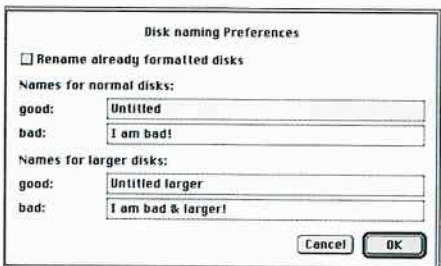 Disk naming Preferences
Rename already formatted disks
Names for normal disks:
good: Untitled
bad: I am bad!
Names for larger disks:
good: Untitled larger
bad: I am bad & larger!
Cancel OK